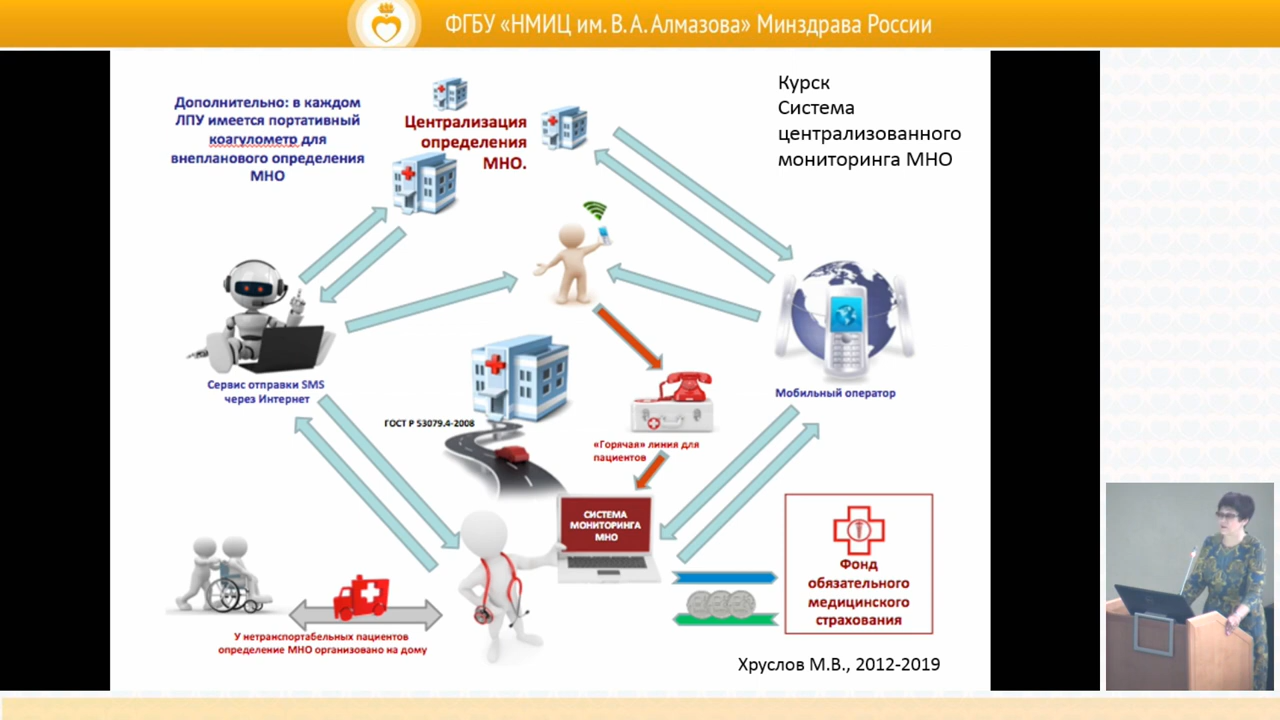 ФГБУ «НМИЦ им. В. А. Алмазова» Минздрава России
Дополнительно: в каждом
ЛПУ имеется портативный
коагулометр для
внепланового определения
МНО
Централизация
определения
МНО.
Курск
Система
централизованного
мониторинга МНО
Сервис отправки SMS
через Интернет
Мобильный оператор
ГОСТ Р 53079.4-2008
«Горячая» линия для
пациентов
СИСТЕМА
МОНИТОРИНГА
МНО
Фонд
обязательного
медицинского
страхования
У нетранспортабельных пациентов
определение МНО организовано на дому
Хруслов М.В., 2012-2019